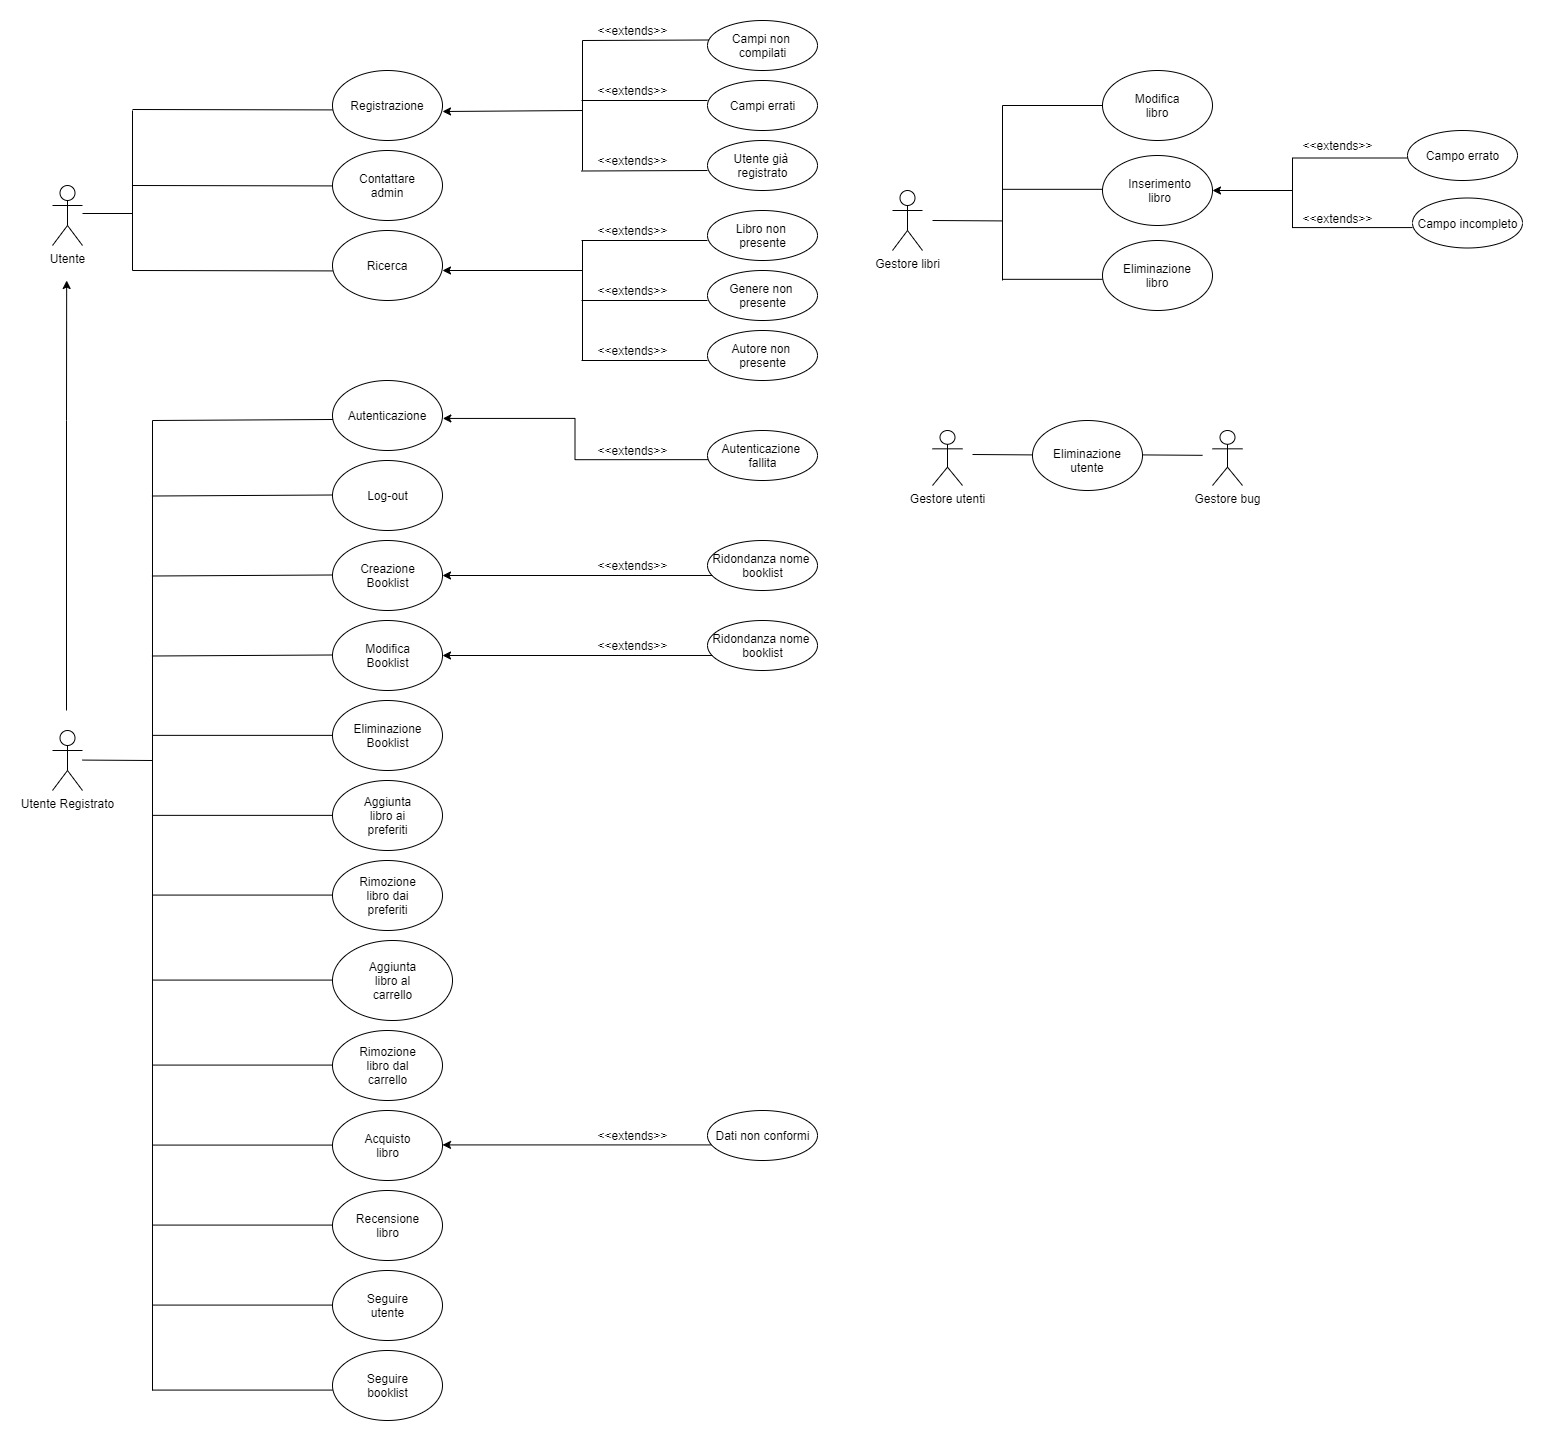 <<extends>>
Campi non
compilati
Registrazione
<<extends>>
Campi errati
<<extends>>
Utente già
registrato
Contattare
admin
Utente
Ricerca
<<extends>>
Libro non
presente
<<extends>>
Genere non
presente
<<extends>>
Autore non
presente
Modifica
libro
Gestore libri
Inserimento
libro
<<extends>>
Campo errato
<<extends>>
Campo incompleto
Eliminazione
libro
Autenticazione
<<extends>>
Autenticazione
fallita
Log-out
Creazione
Booklist
<<extends>>
Ridondanza nome
booklist
Modifica
Booklist
<<extends>>
Ridondanza nome
booklist
Eliminazione
Booklist
Utente Registrato
Aggiunta
libro ai
preferiti
Rimozione
libro dai
preferiti
Aggiunta
libro al
carrello
Rimozione
libro dal
carrello
Acquisto
libro
<<extends>>
Dati non conformi
Recensione
libro
Seguire
utente
Seguire
booklist
Gestore utenti
Eliminazione
utente
Gestore bug